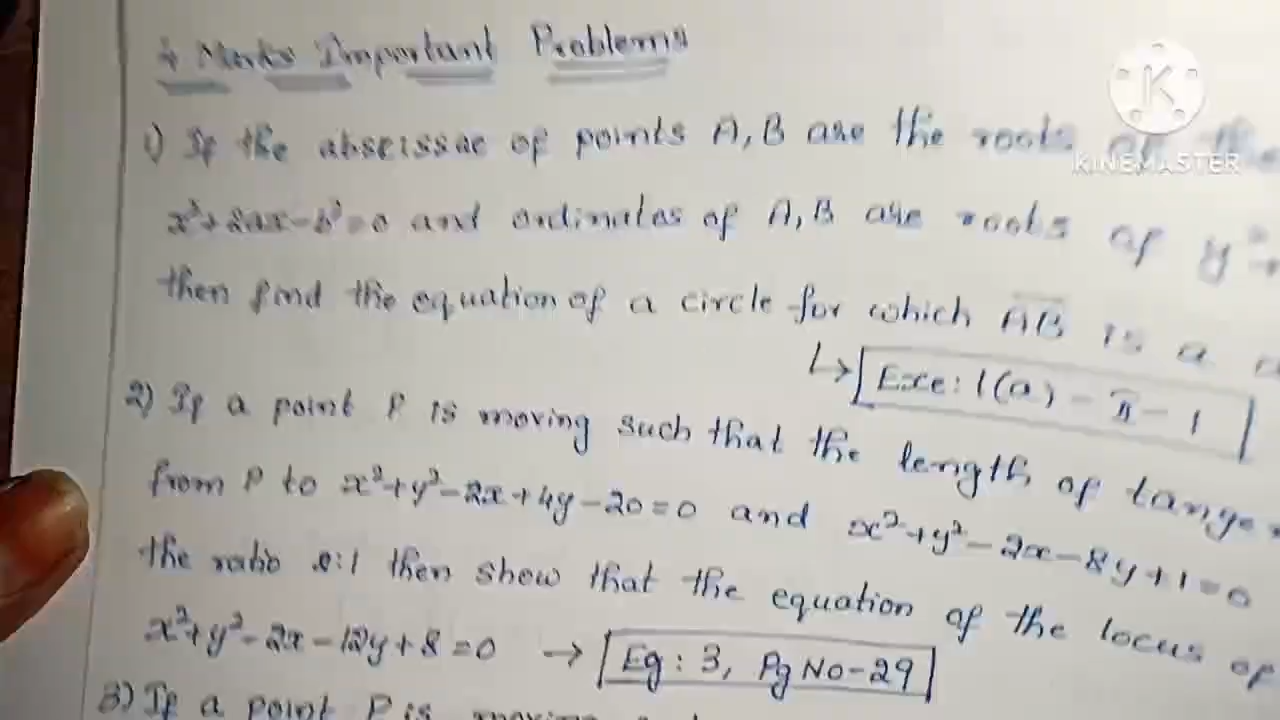 4 Marks Important Problems
KINEMASTER
1) If the abscissae of points A, B are the roots of the
x²+2ax-b²=0 and ordinates of A, B are roots of y²+
then find the equation of a circle for which AB is a
↳ Exe: 1(a) - II - 1
2) If a point P is moving such that the length of tange
from P to x²+y²-2x+4y-20=0 and x²+y²-2x-8y+1=0
the ratio 2:1 then show that the equation of the locus of
x²+y²-2x-12y+8=0 → Eg: 3, Pg No-29
3) If a point P is moving